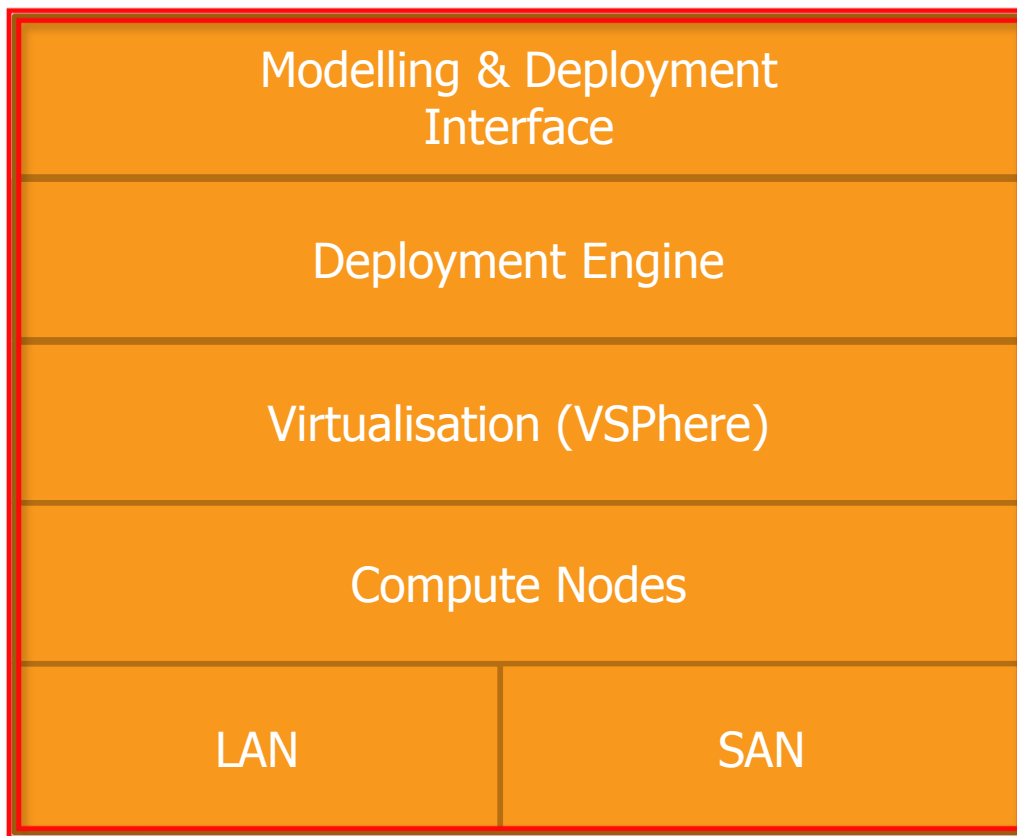 Modelling & Deployment
Interface
Deployment Engine
Virtualisation (VSPhere)
Compute Nodes
LAN
SAN